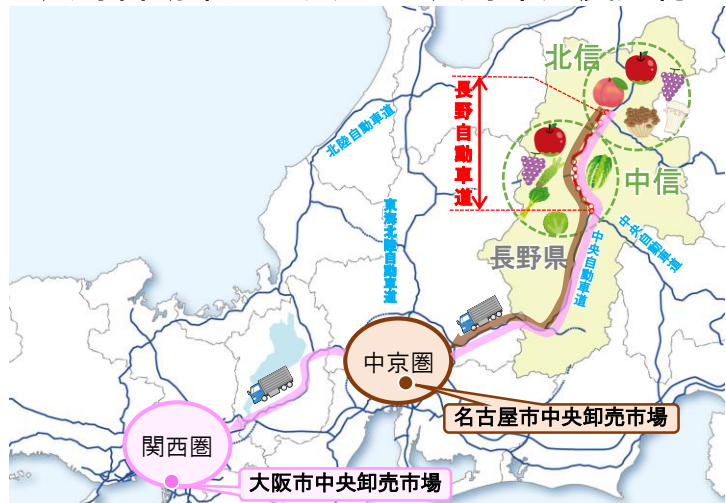 北信
長野自動車道
北陸自動車道
中信
東海北陸自動車道
中央自動車道
長野県
中央自動車道
中京圏
名古屋市中央卸売市場
関西圏
大阪市中央卸売市場